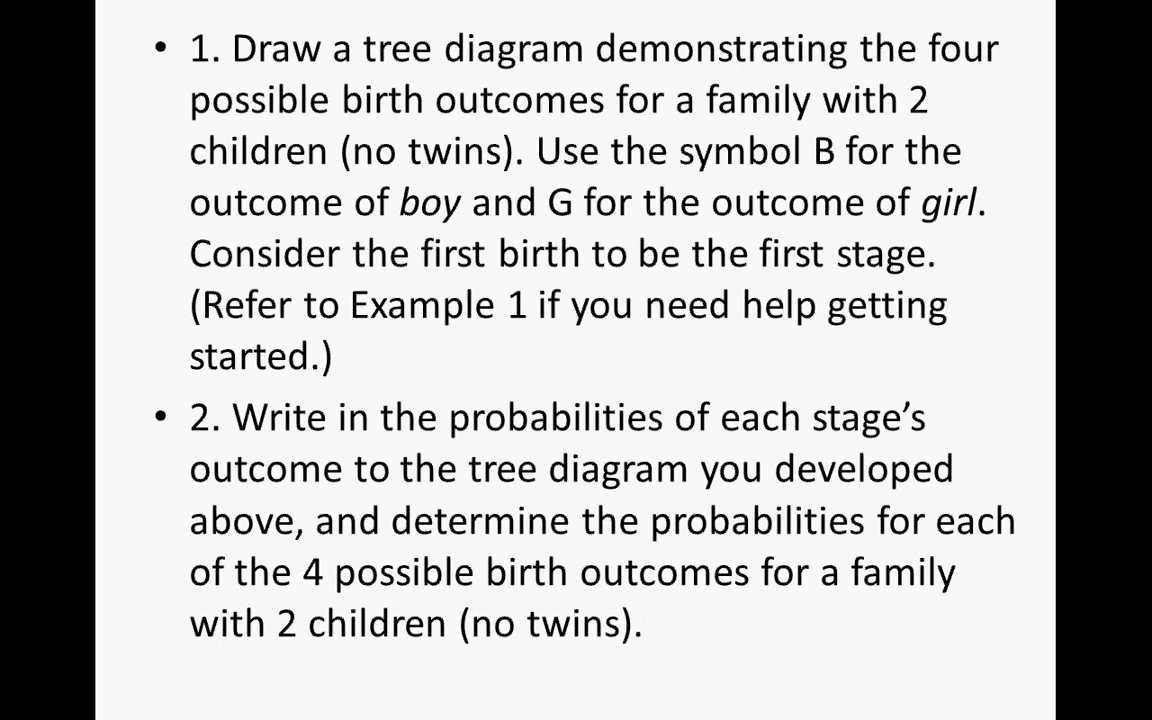 • 1. Draw a tree diagram demonstrating the four
possible birth outcomes for a family with 2
children (no twins). Use the symbol B for the
outcome of boy and G for the outcome of girl.
Consider the first birth to be the first stage.
(Refer to Example 1 if you need help getting
started.)
• 2. Write in the probabilities of each stage’s
outcome to the tree diagram you developed
above, and determine the probabilities for each
of the 4 possible birth outcomes for a family
with 2 children (no twins).